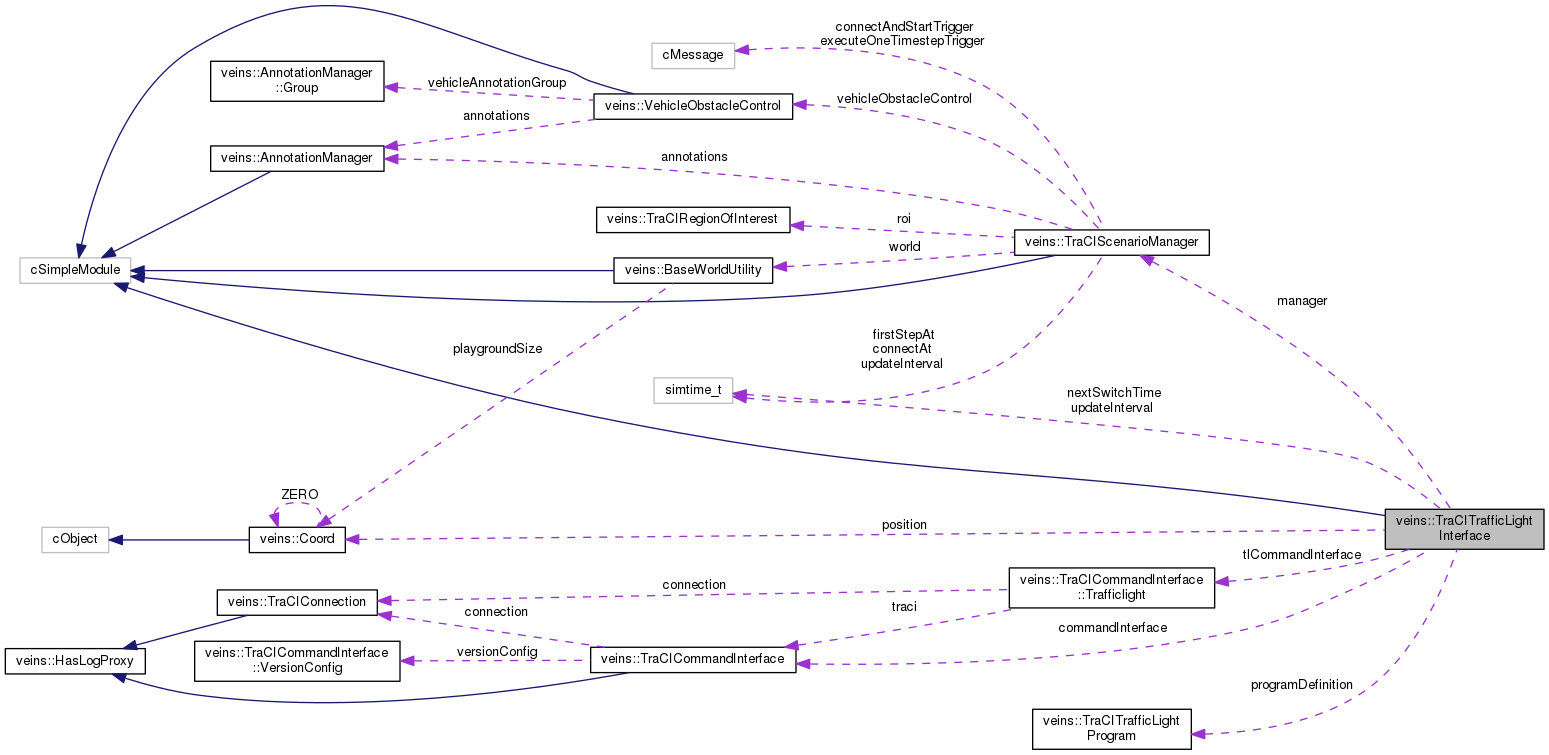 connectAndStartTrigger
executeOneTimestepTrigger
cMessage
veins::AnnotationManager
::Group
vehicleAnnotationGroup
veins::VehicleObstacleControl
vehicleObstacleControl
annotations
veins::AnnotationManager
annotations
veins::TraCIRegionOfInterest
roi
veins::TraCIScenarioManager
world
cSimpleModule
veins::BaseWorldUtility
manager
playgroundSize
firstStepAt
connectAt
updateInterval
simtime_t
nextSwitchTime
updateInterval
ZERO
cObject
veins::Coord
position
veins::TraCITrafficLight
Interface
tlCommandInterface
veins::TraCICommandInterface
::Trafficlight
connection
veins::TraCIConnection
connection
traci
commandInterface
veins::HasLogProxy
veins::TraCICommandInterface
::VersionConfig
versionConfig
veins::TraCICommandInterface
programDefinition
veins::TraCITrafficLight
Program